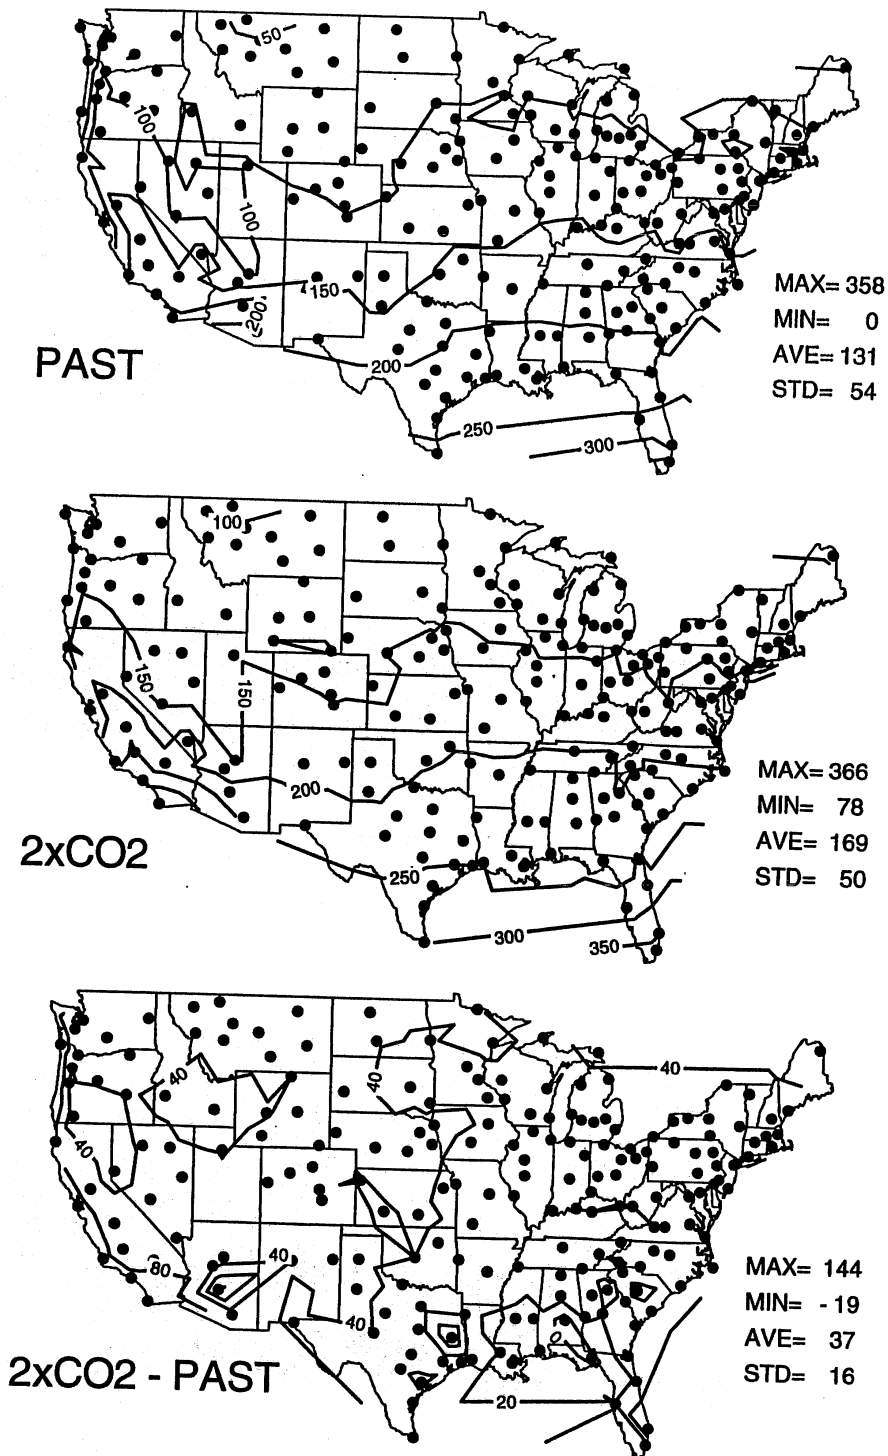 50
100
100
150
200
PAST
200
250
300
MAX= 358
MIN= 0
AVE= 131
STD= 54
100
150
150
200
2xCO2
250
300
350
MAX= 366
MIN= 78
AVE= 169
STD= 50
40
40
40
40
80
40
40
0
20
2xCO2 - PAST
MAX= 144
MIN= -19
AVE= 37
STD= 16